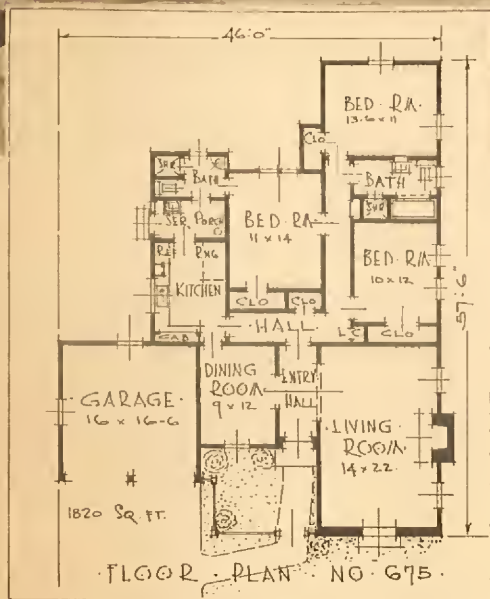 46'·0"
BED·RM·
13·6 x 11
CLO
SHR
BATH
BATH
SER. PORCH
BED·RM
11 x 14
SHR
BED·RM
10 x 12
57'·6"
REF
RNG
KITCHEN
CLO
CLO
·HALL·
CAB
L.C
CLO
DINING
ROOM
9 x 12
ENTRY
HALL
·GARAGE·
16 x 16-6
·LIVING·
ROOM·
14 x 22·
1820 SQ. FT.
·FLOOR·PLAN·NO·675·